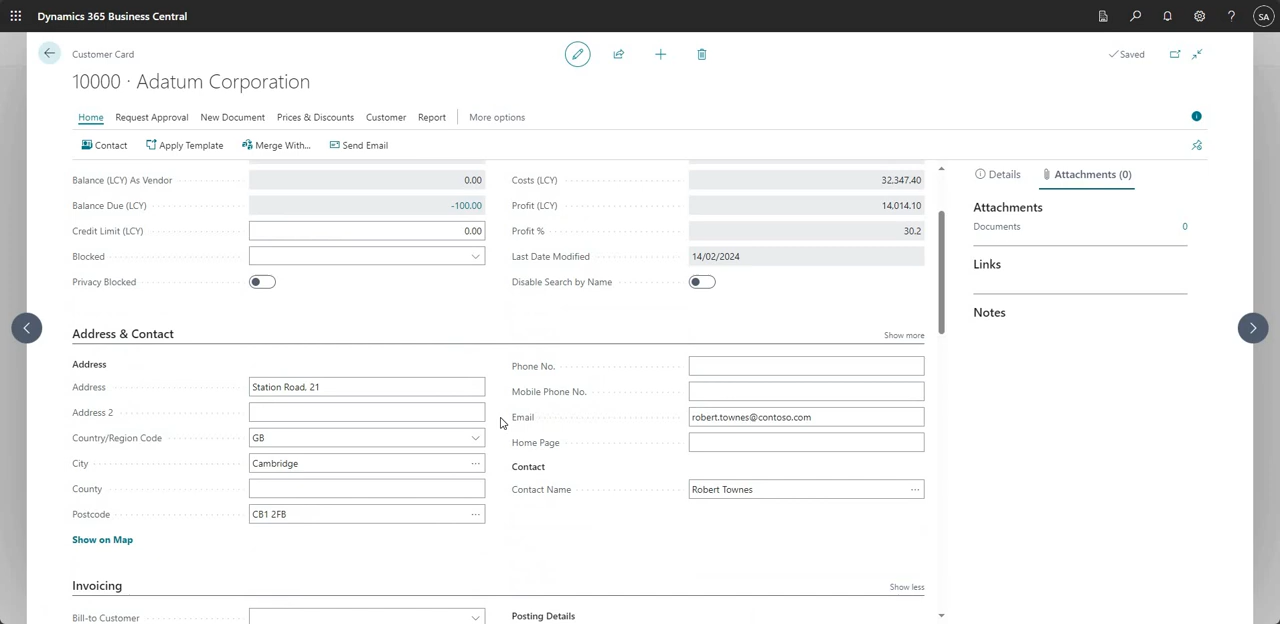 Dynamics 365 Business Central
SA
Customer Card
Saved
10000 · Adatum Corporation
Home Request Approval New Document Prices & Discounts Customer Report More options
Contact Apply Template Merge With... Send Email
Balance (LCY) As Vendor 0.00
Balance Due (LCY) -100.00
Credit Limit (LCY) 0.00
Blocked
Privacy Blocked
Costs (LCY) 32,347.40
Profit (LCY) 14,014.10
Profit % 30.2
Last Date Modified 14/02/2024
Disable Search by Name
Details Attachments (0)
Attachments
Documents 0
Links
Notes
Address & Contact Show more
Address
Address Station Road, 21
Address 2
Country/Region Code GB
City Cambridge
County
Postcode CB1 2FB
Show on Map
Phone No.
Mobile Phone No.
Email robert.townes@contoso.com
Home Page
Contact
Contact Name Robert Townes
Invoicing Show less
Bill-to Customer
Posting Details